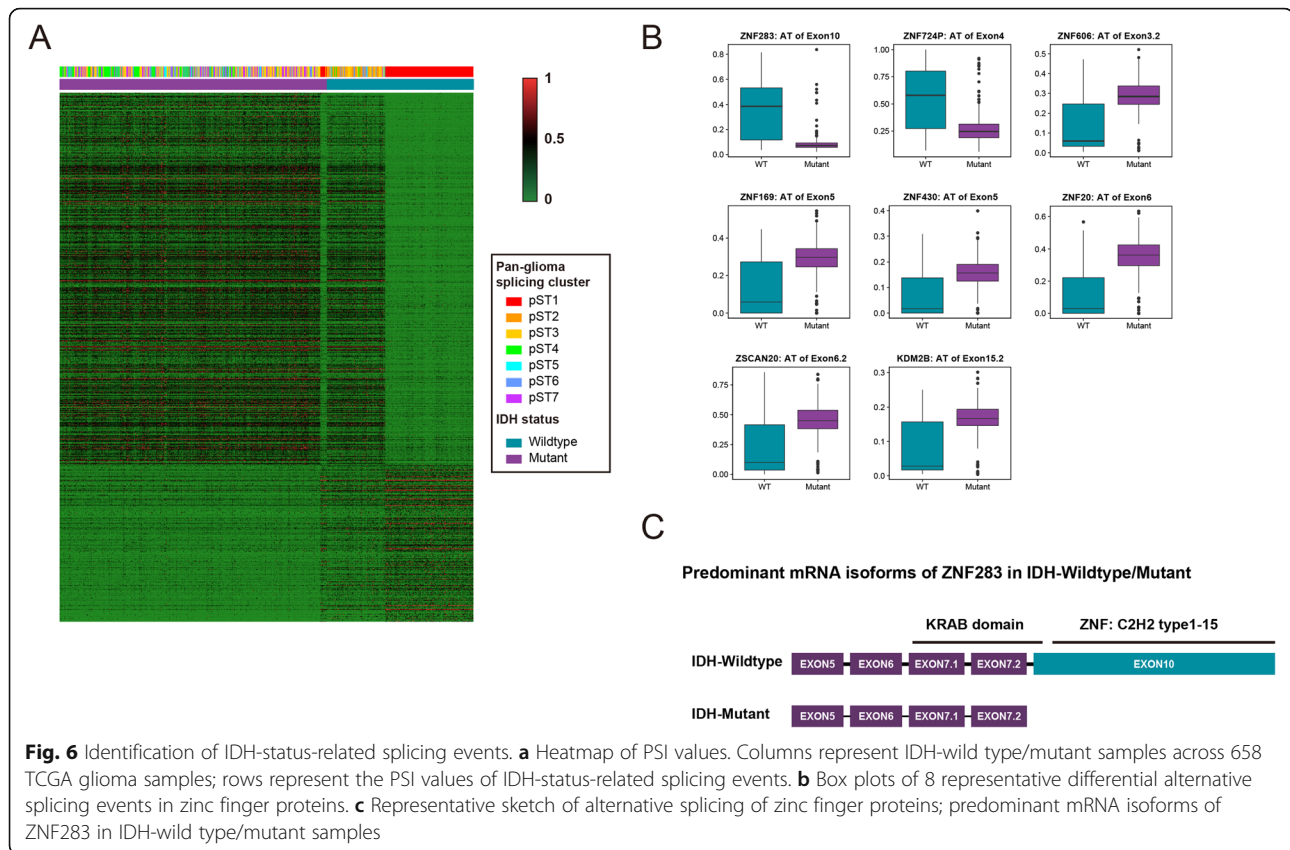 A
1
0.5
0
Pan-glioma
splicing cluster
pST1
pST2
pST3
pST4
pST5
pST6
pST7
IDH status
Wildtype
Mutant
B
ZNF283: AT of Exon10
0.8
0.6
0.4
0.2
0.0
WT
Mutant
ZNF724P: AT of Exon4
1.00
0.75
0.50
0.25
WT
Mutant
ZNF606: AT of Exon3.2
0.5
0.4
0.3
0.2
0.1
0.0
WT
Mutant
ZNF169: AT of Exon5
0.4
0.2
0.0
WT
Mutant
ZNF430: AT of Exon5
0.4
0.3
0.2
0.1
0.0
WT
Mutant
ZNF20: AT of Exon6
0.6
0.4
0.2
0.0
WT
Mutant
ZSCAN20: AT of Exon6.2
0.75
0.50
0.25
0.00
WT
Mutant
KDM2B: AT of Exon15.2
0.3
0.2
0.1
0.0
WT
Mutant
C
Predominant mRNA isoforms of ZNF283 in IDH-Wildtype/Mutant
KRAB domain
ZNF: C2H2 type1-15
IDH-Wildtype
EXON5
EXON6
EXON7.1
EXON7.2
EXON10
IDH-Mutant
EXON5
EXON6
EXON7.1
EXON7.2
Fig. 6 Identification of IDH-status-related splicing events. a Heatmap of PSI values. Columns represent IDH-wild type/mutant samples across 658
TCGA glioma samples; rows represent the PSI values of IDH-status-related splicing events. b Box plots of 8 representative differential alternative
splicing events in zinc finger proteins. c Representative sketch of alternative splicing of zinc finger proteins; predominant mRNA isoforms of
ZNF283 in IDH-wild type/mutant samples